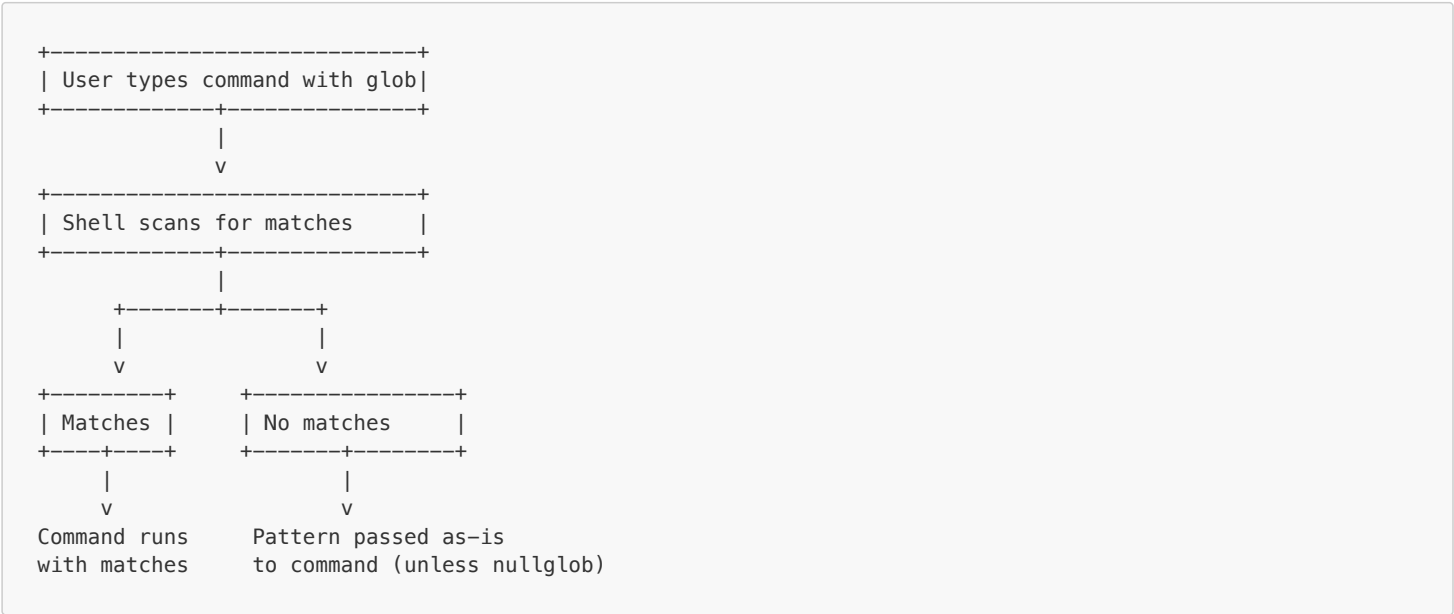 +-----------------------------+
| User types command with glob|
+-------------+---------------+
              |
              v
+-----------------------------+
| Shell scans for matches     |
+-------------+---------------+
              |
      +-------+-------+
      |               |
      v               v
+---------+     +----------------+
| Matches |     | No matches     |
+----+----+     +-------+--------+
     |                  |
     v                  v
Command runs     Pattern passed as-is
with matches     to command (unless nullglob)